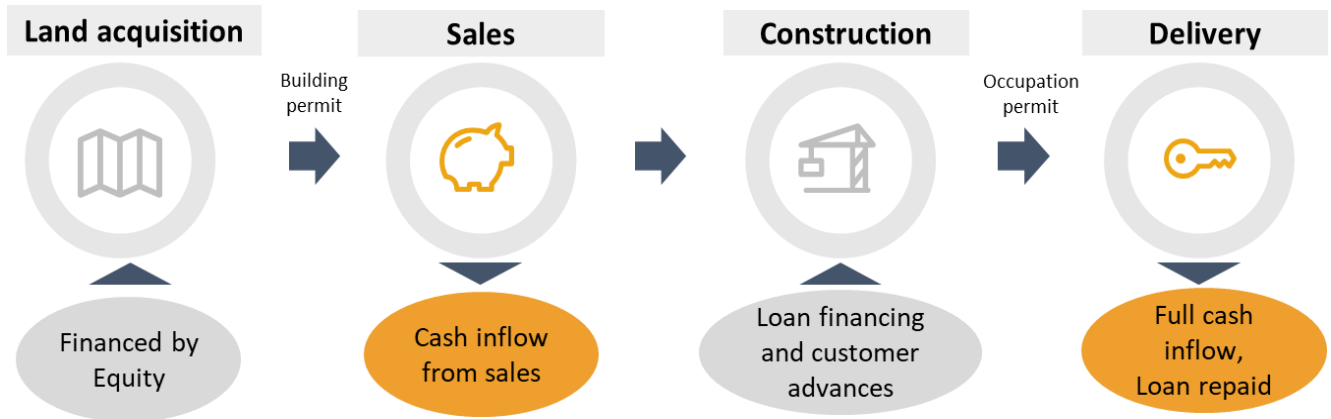 Land acquisition
Sales
Construction
Delivery
Building
permit
Occupation
permit
Financed by
Equity
Cash inflow
from sales
Loan financing
and customer
advances
Full cash
inflow,
Loan repaid